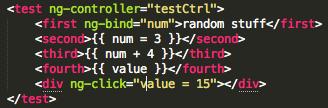 <test ng-controller="testCtrl">
<first ng-bind="num">random stuff</first>
<second>{{ num = 3 }}</second>
<third>{{ num + 4 }}</third>
<fourth>{{ value }}</fourth>
<div ng-click="value = 15"></div>
</test>